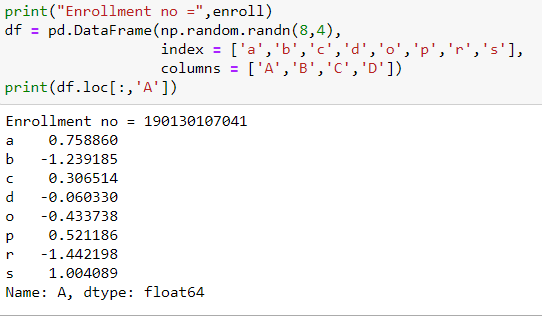 print("Enrollment no =",enroll)
df = pd.DataFrame(np.random.randn(8,4),
                  index = ['a','b','c','d','o','p','r','s'],
                  columns = ['A','B','C','D'])
print(df.loc[:,'A'])
Enrollment no = 190130107041
a    0.758860
b   -1.239185
c    0.306514
d   -0.060330
o   -0.433738
p    0.521186
r   -1.442198
s    1.004089
Name: A, dtype: float64